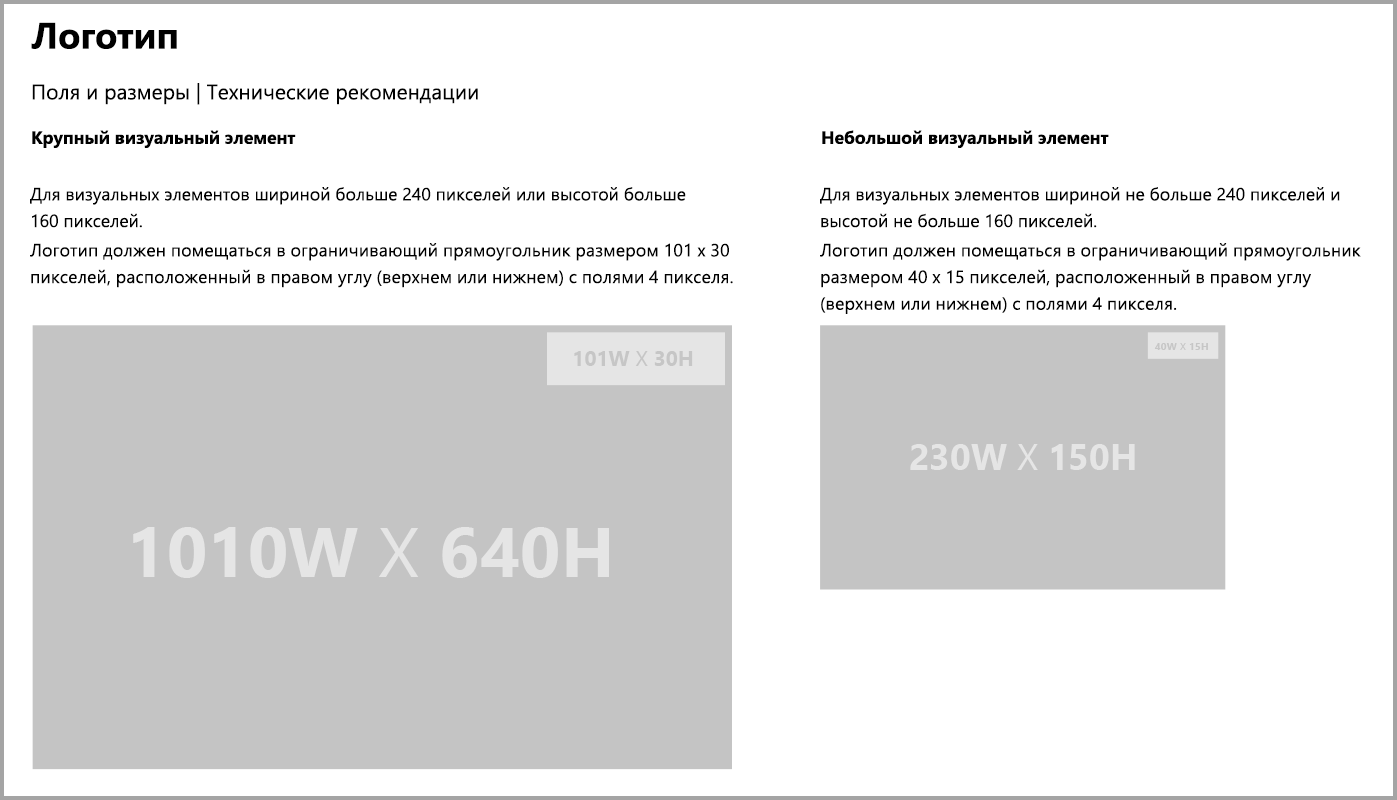 Логотип
Поля и размеры | Технические рекомендации
Крупный визуальный элемент
Для визуальных элементов шириной больше 240 пикселей или высотой больше
160 пикселей.
Логотип должен помещаться в ограничивающий прямоугольник размером 101 x 30
пикселей, расположенный в правом углу (верхнем или нижнем) с полями 4 пикселя.
101W X 30H
1010W X 640H
Небольшой визуальный элемент
Для визуальных элементов шириной не больше 240 пикселей и
высотой не больше 160 пикселей.
Логотип должен помещаться в ограничивающий прямоугольник
размером 40 x 15 пикселей, расположенный в правом углу
(верхнем или нижнем) с полями 4 пикселя.
40W X 15H
230W X 150H